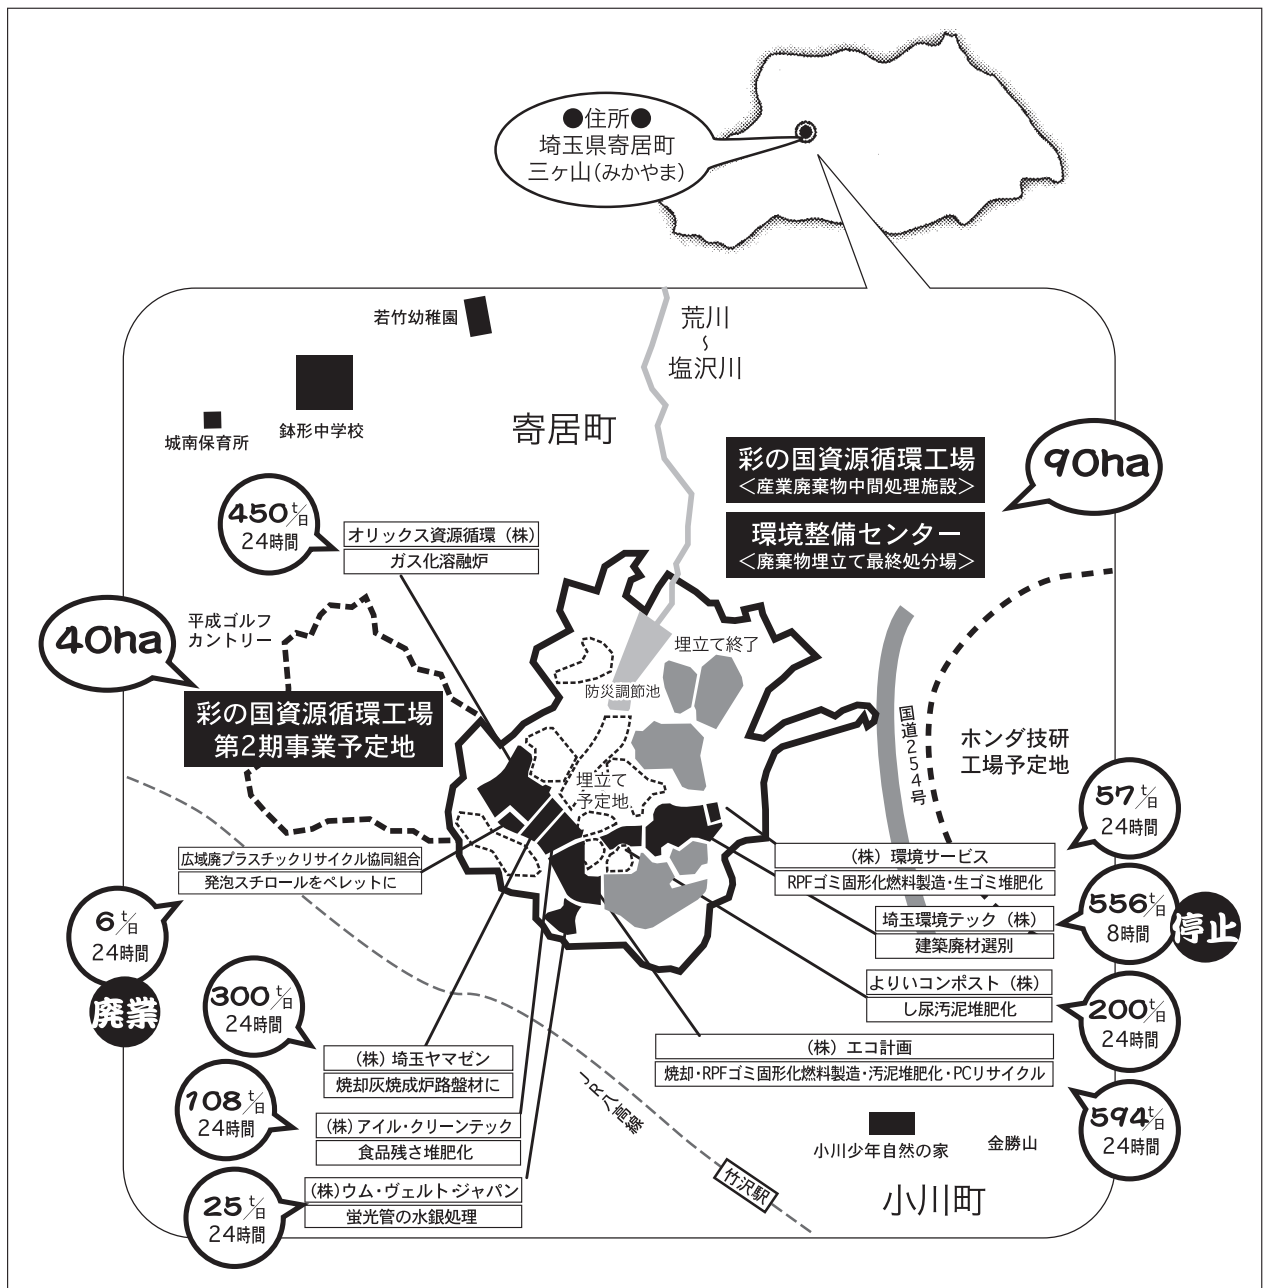 ●住所●
埼玉県寄居町
三ヶ山(みかやま)
若竹幼稚園
荒川
〜
塩沢川
城南保育所
鉢形中学校
寄居町
彩の国資源循環工場
<産業廃棄物中間処理施設>
90ha
環境整備センター
<廃棄物埋立て最終処分場>
450t/日
24時間
オリックス資源循環(株)
ガス化溶融炉
40ha
平成ゴルフ
カントリー
彩の国資源循環工場
第2期事業予定地
埋立て終了
防災調節池
埋立て
予定地
国道254号
ホンダ技研
工場予定地
57t/日
24時間
(株)環境サービス
RPFゴミ固形化燃料製造・生ゴミ堆肥化
広域廃プラスチックリサイクル協同組合
発泡スチロールをペレットに
6t/日
24時間
廃業
556t/日
8時間
停止
埼玉環境テック(株)
建築廃材選別
よりいコンポスト(株)
し尿汚泥堆肥化
200t/日
24時間
300t/日
24時間
(株)埼玉ヤマゼン
焼却灰焼成炉路盤材に
(株)エコ計画
焼却・RPFゴミ固形化燃料製造・汚泥堆肥化・PCリサイクル
594t/日
24時間
108t/日
24時間
(株)アイル・クリーンテック
食品残さ堆肥化
JR八高線
小川少年自然の家
金勝山
25t/日
24時間
(株)ウム・ヴェルト・ジャパン
蛍光管の水銀処理
竹沢駅
小川町